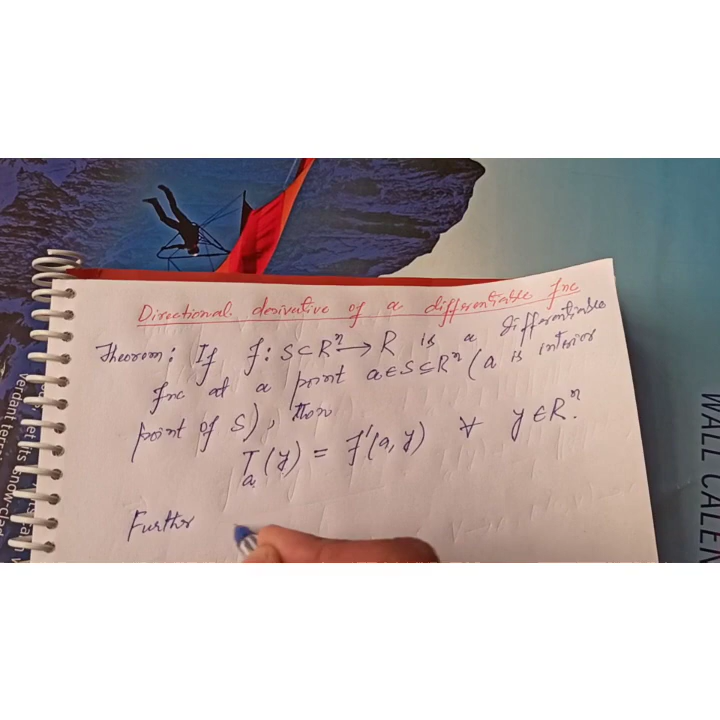 Directional derivative of a differentiable fnc
Theorem: If f: S⊂Rⁿ → R is a differentiable
fnc at a point a∈S⊆Rⁿ (a is interior
point of S), then
Tₐ(y) = f'(a, y) ∀ y∈Rⁿ.
Further
WALL CALEN